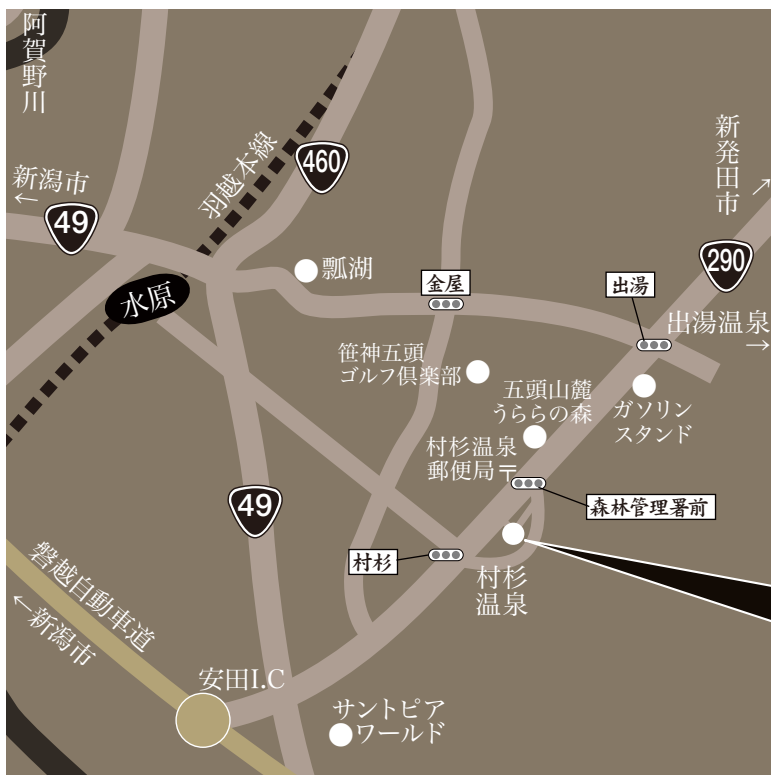 阿賀野川
羽越本線
460
新潟市
←
49
新発田市
→
290
瓢湖
金屋
出湯
水原
出湯温泉
→
笹神五頭
ゴルフ倶楽部
五頭山麓
うららの森
ガソリン
スタンド
村杉温泉
郵便局〒
49
森林管理署前
村杉
村杉
温泉
磐越自動車道
←新潟市
安田I.C
サントピア
ワールド